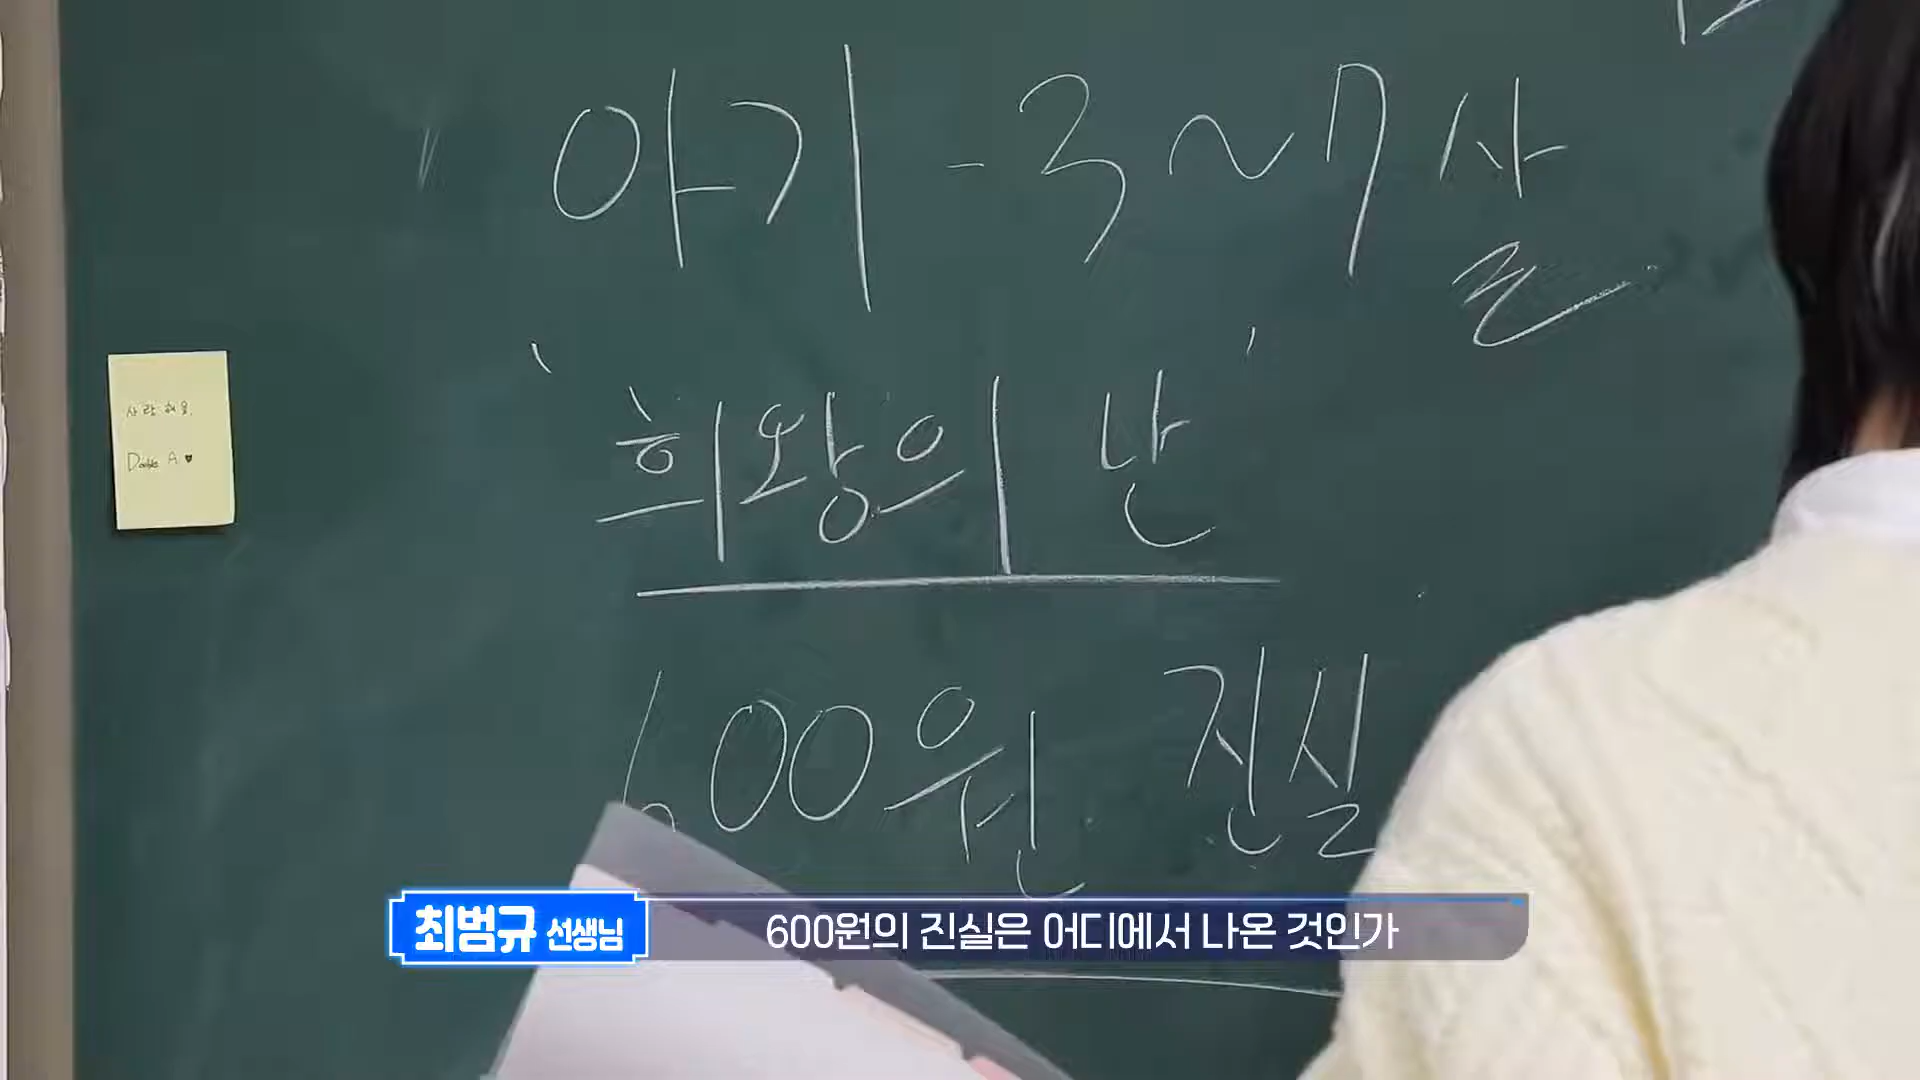 아기 - 3~7살
'희왕의 난'
600원 진실
사랑해요.
Double A ♥
최범규 선생님
600원의 진실은 어디에서 나온 것인가